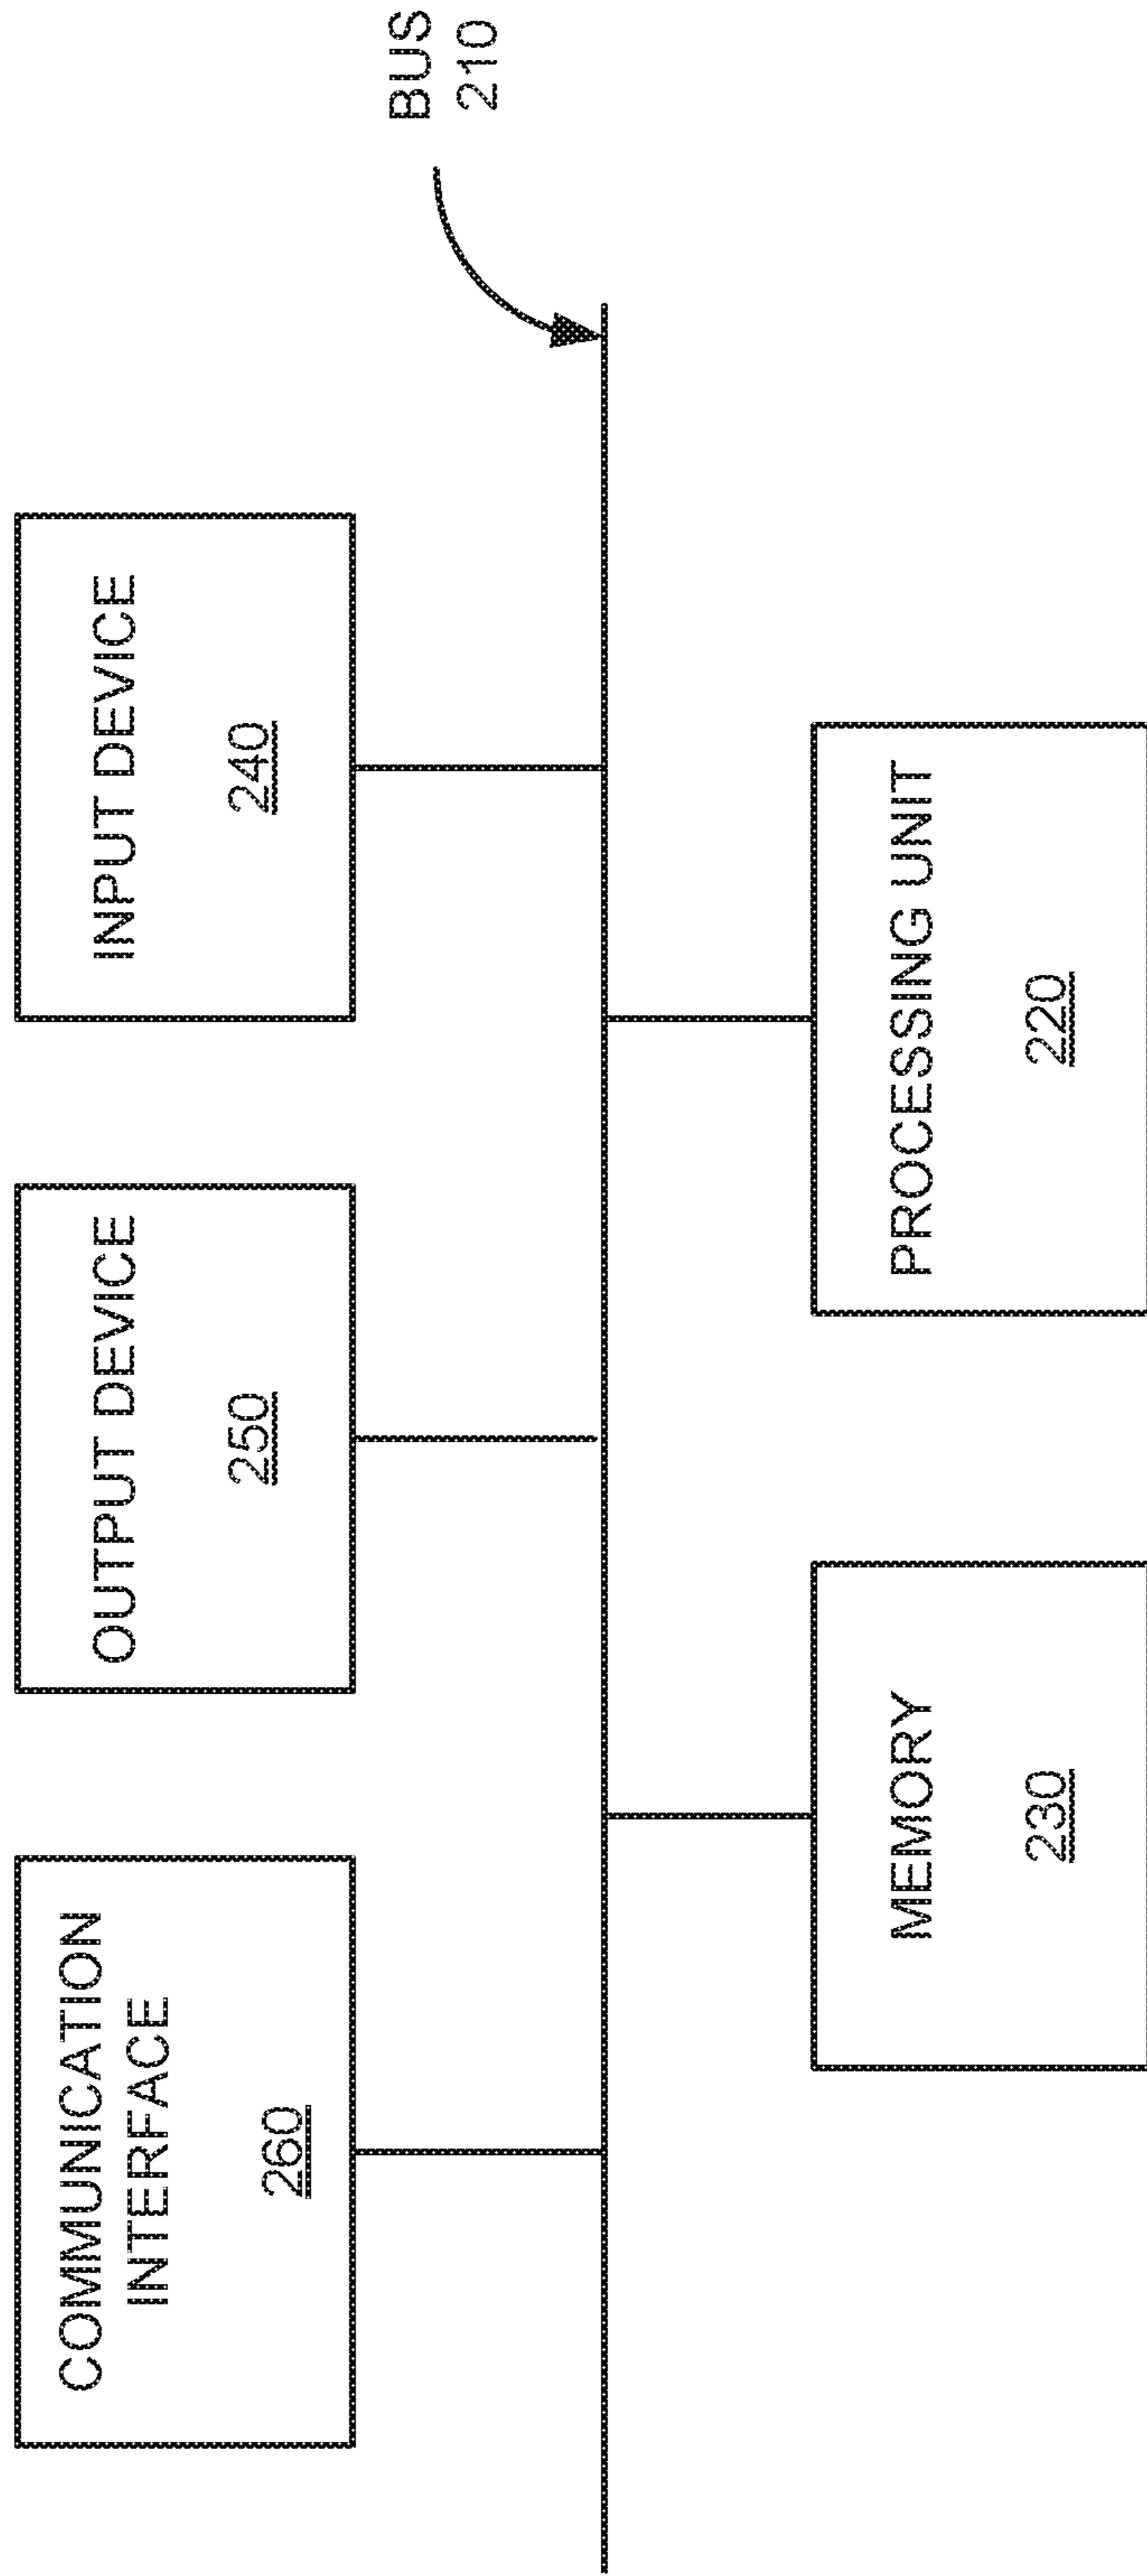 COMMUNICATION
INTERFACE
260
OUTPUT DEVICE
250
INPUT DEVICE
240
BUS
210
MEMORY
230
PROCESSING UNIT
220